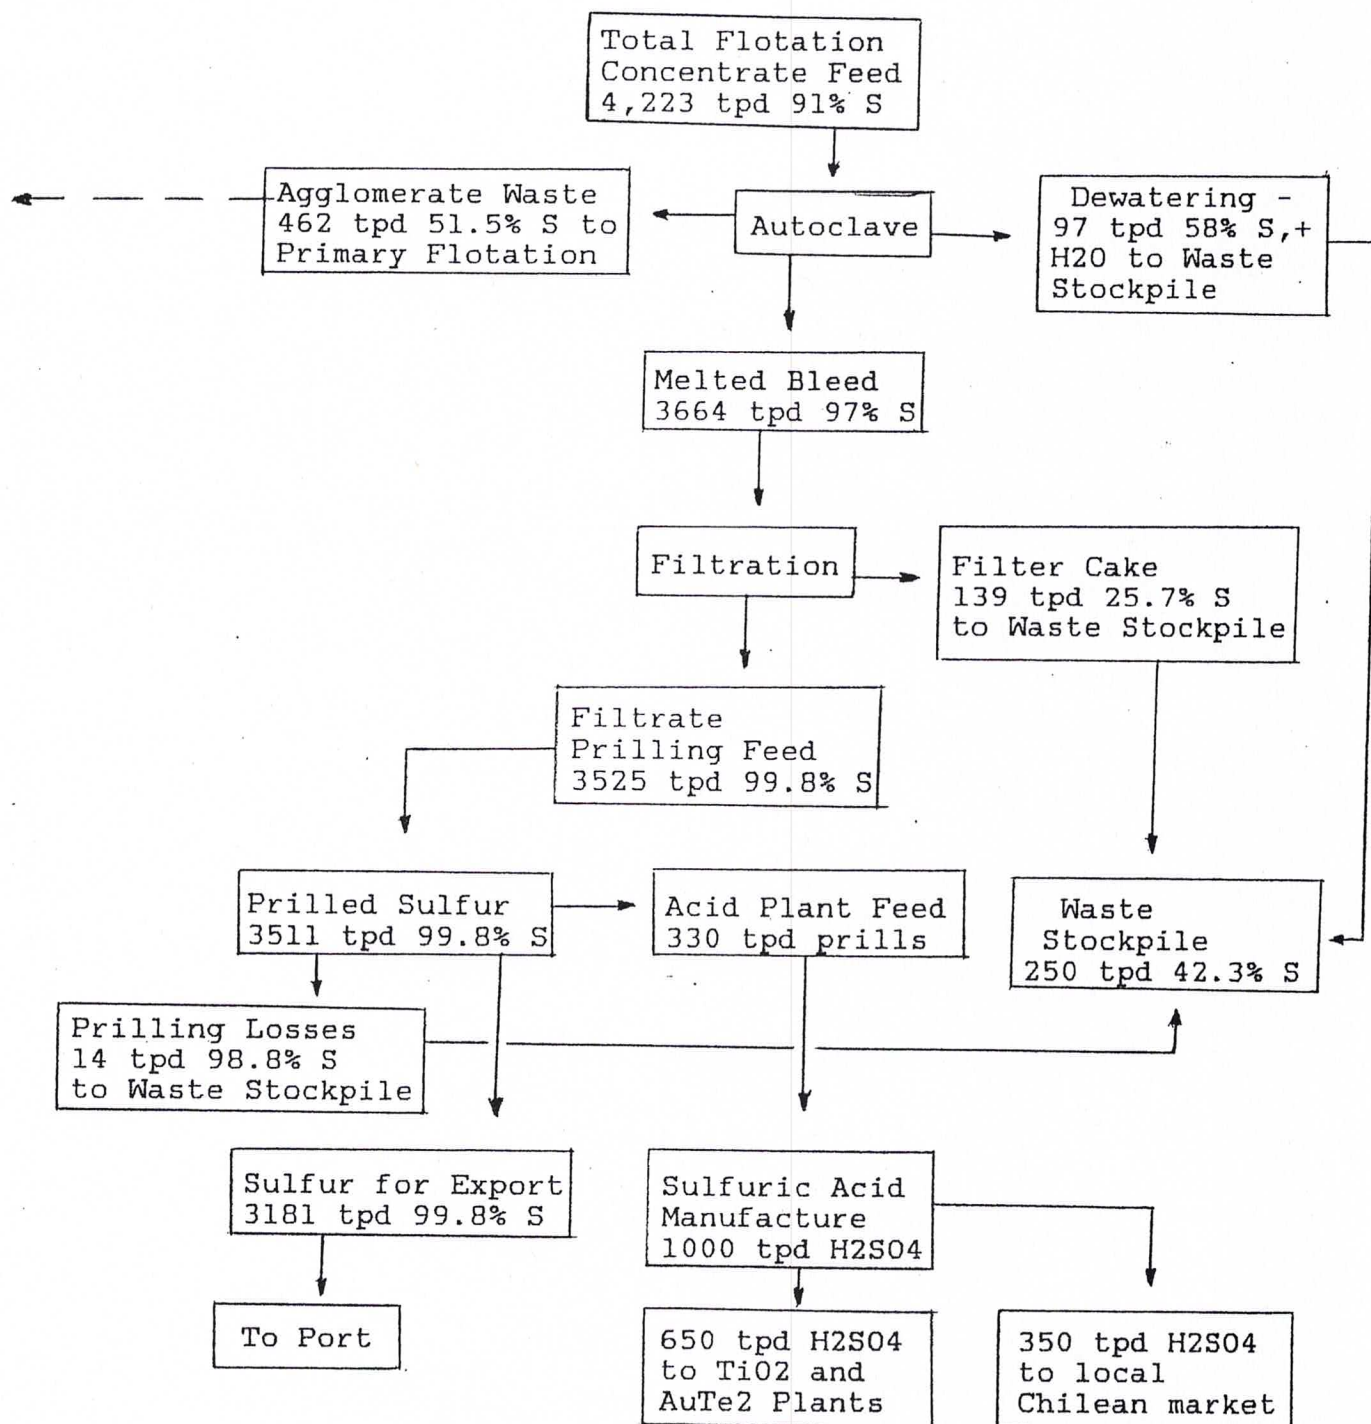 Total Flotation
Concentrate Feed
4,223 tpd 91% S
Agglomerate Waste
462 tpd 51.5% S to
Primary Flotation
Autoclave
Dewatering -
97 tpd 58% S,+
H2O to Waste
Stockpile
Melted Bleed
3664 tpd 97% S
Filtration
Filter Cake
139 tpd 25.7% S
to Waste Stockpile
Filtrate
Prilling Feed
3525 tpd 99.8% S
Prilled Sulfur
3511 tpd 99.8% S
Acid Plant Feed
330 tpd prills
Waste
Stockpile
250 tpd 42.3% S
Prilling Losses
14 tpd 98.8% S
to Waste Stockpile
Sulfur for Export
3181 tpd 99.8% S
Sulfuric Acid
Manufacture
1000 tpd H2SO4
To Port
650 tpd H2SO4
to TiO2 and
AuTe2 Plants
350 tpd H2SO4
to local
Chilean market